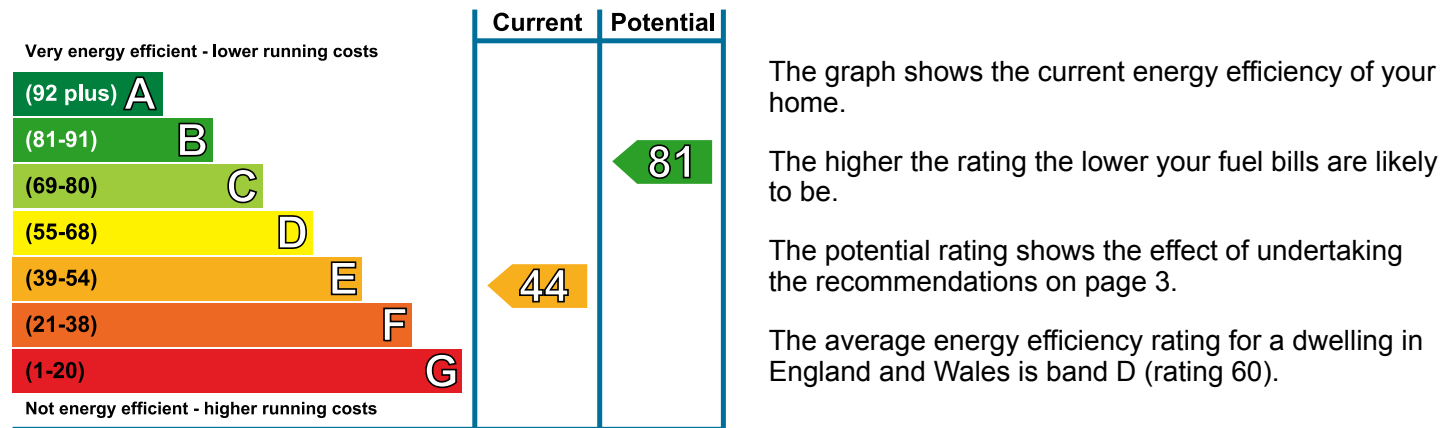 Current Potential
Very energy efficient - lower running costs
(92 plus) A
(81-91) B
(69-80) C
(55-68) D
(39-54) E
(21-38) F
(1-20) G
Not energy efficient - higher running costs
44
81
The graph shows the current energy efficiency of your
home.
The higher the rating the lower your fuel bills are likely
to be.
The potential rating shows the effect of undertaking
the recommendations on page 3.
The average energy efficiency rating for a dwelling in
England and Wales is band D (rating 60).